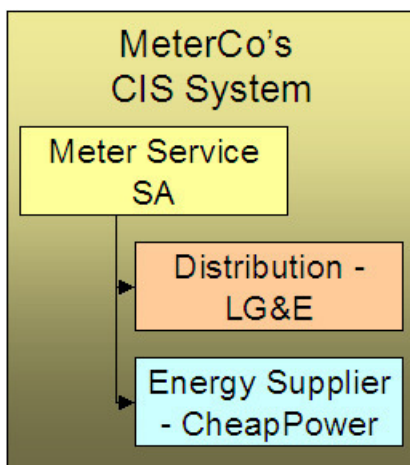 MeterCo's
CIS System
Meter Service
SA
Distribution -
LG&E
Energy Supplier
- CheapPower